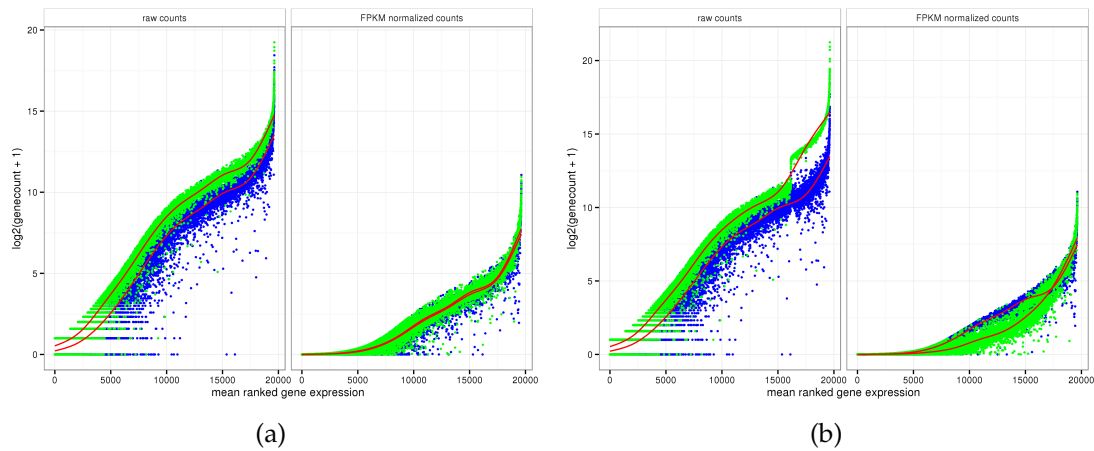 raw counts
FPKM normalized counts
20
15
10
5
0
log2(genecount + 1)
0 5000 10000 15000 20000 0 5000 10000 15000 20000
mean ranked gene expression
(a)
raw counts
FPKM normalized counts
20
15
10
5
0
log2(genecount + 1)
0 5000 10000 15000 20000 0 5000 10000 15000 20000
mean ranked gene expression
(b)